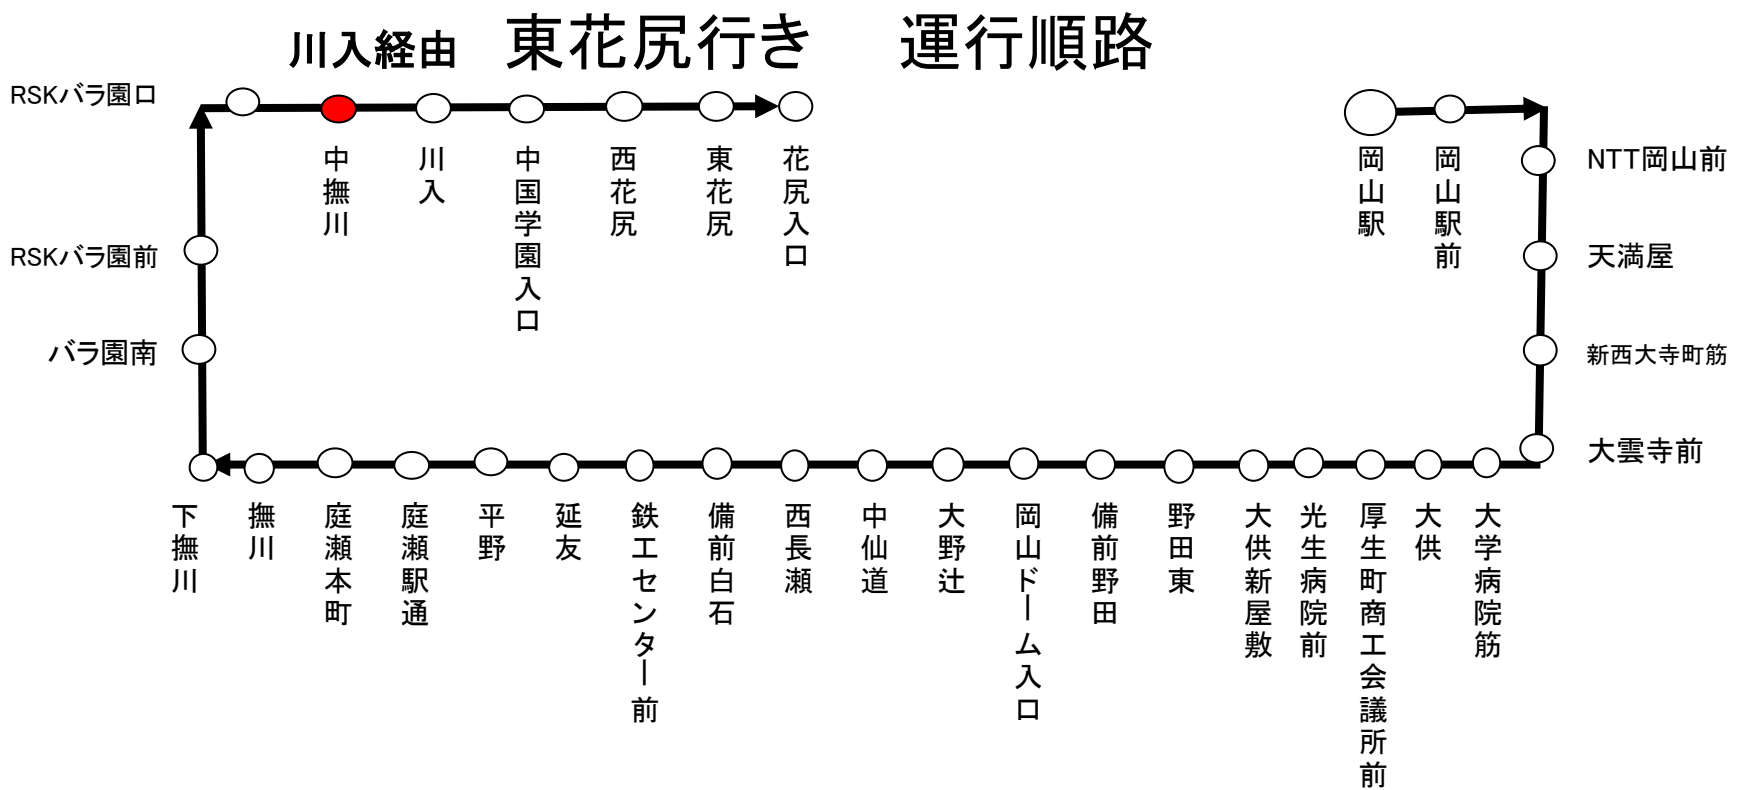 川入経由 東花尻行き 運行順路
RSKバラ園口
中撫川
川入
中国学園入口
西花尻
東花尻
花尻入口
岡山駅
岡山駅前
NTT岡山前
RSKバラ園前
天満屋
バラ園南
新西大寺町筋
大雲寺前
下撫川
撫川
庭瀬本町
庭瀬駅通
平野
延友
鉄工センター前
備前白石
西長瀬
中仙道
大野辻
岡山ドーム入口
備前野田
野田東
大供新屋敷
光生病院前
厚生町商工会議所前
大供
大学病院筋